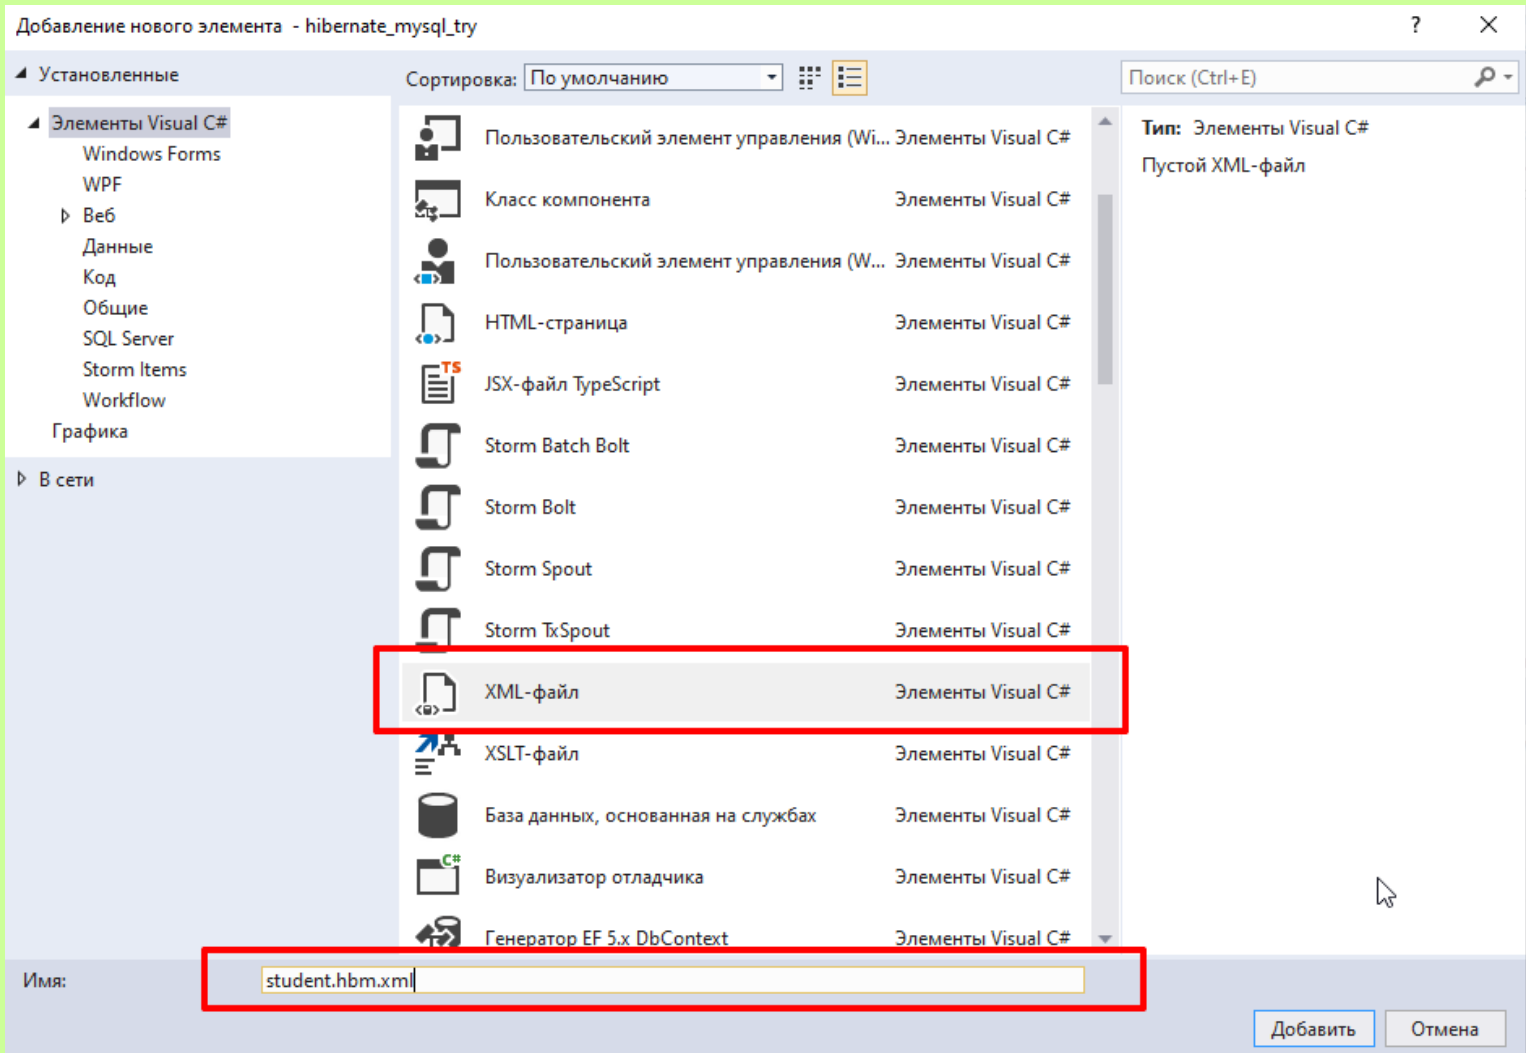 Добавление нового элемента - hibernate_mysql_try
?
Установленные
Сортировка: По умолчанию
Поиск (Ctrl+E)
Элементы Visual C#
Windows Forms
WPF
Веб
Данные
Код
Общие
SQL Server
Storm Items
Workflow
Графика
В сети
Пользовательский элемент управления (Wi... Элементы Visual C#
Класс компонента Элементы Visual C#
Пользовательский элемент управления (W... Элементы Visual C#
HTML-страница Элементы Visual C#
TS
JSX-файл TypeScript Элементы Visual C#
Storm Batch Bolt Элементы Visual C#
Storm Bolt Элементы Visual C#
Storm Spout Элементы Visual C#
Storm TxSpout Элементы Visual C#
XML-файл Элементы Visual C#
XSLT-файл Элементы Visual C#
База данных, основанная на службах Элементы Visual C#
C#
Визуализатор отладчика Элементы Visual C#
Генератор EF 5.x DbContext Элементы Visual C#
Тип: Элементы Visual C#
Пустой XML-файл
Имя: student.hbm.xml
Добавить Отмена